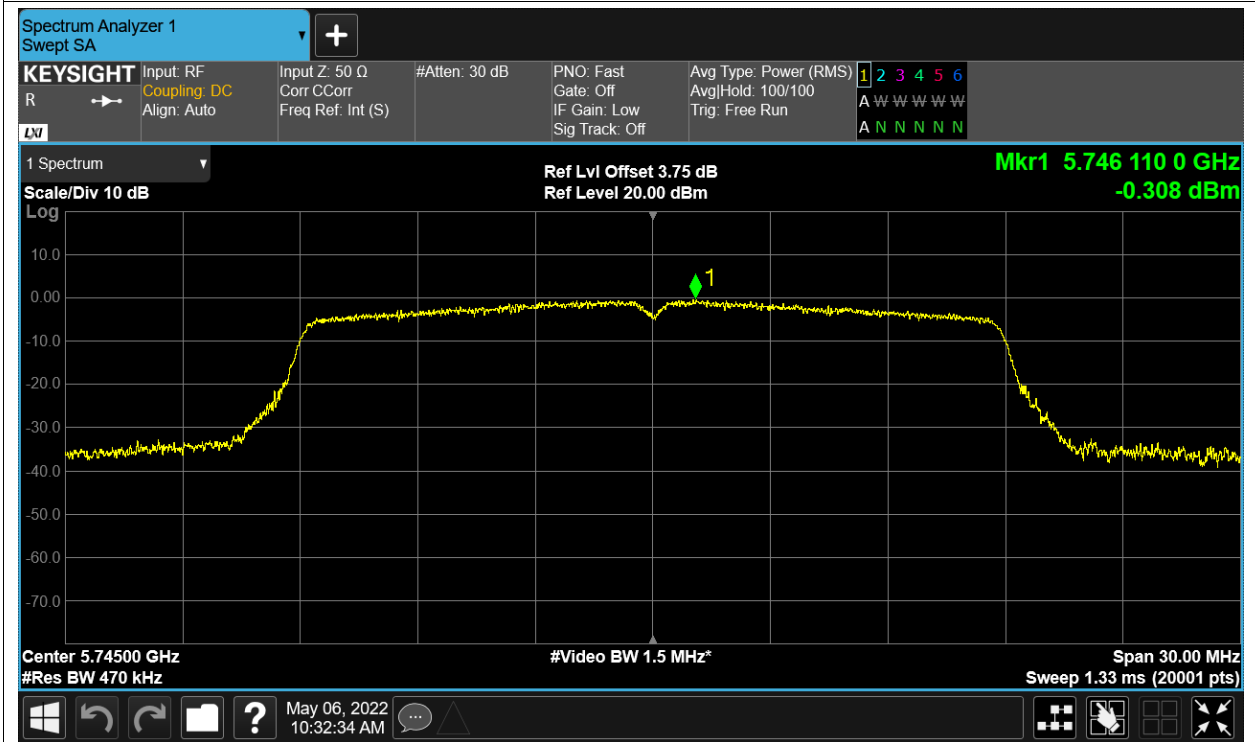 Spectrum Analyzer 1
Swept SA
KEYSIGHT
R
LXI
Input: RF
Coupling: DC
Align: Auto
Input Z: 50 Ω
Corr CCorr
Freq Ref: Int (S)
#Atten: 30 dB
PNO: Fast
Gate: Off
IF Gain: Low
Sig Track: Off
Avg Type: Power (RMS)
Avg|Hold: 100/100
Trig: Free Run
1 2 3 4 5 6
A W W W W W
A N N N N N
1 Spectrum
Scale/Div 10 dB
Ref Lvl Offset 3.75 dB
Ref Level 20.00 dBm
Mkr1 5.746 110 0 GHz
-0.308 dBm
Log
10.0
0.00
-10.0
-20.0
-30.0
-40.0
-50.0
-60.0
-70.0
1
Center 5.74500 GHz
#Res BW 470 kHz
#Video BW 1.5 MHz*
Span 30.00 MHz
Sweep 1.33 ms (20001 pts)
?
May 06, 2022
10:32:34 AM